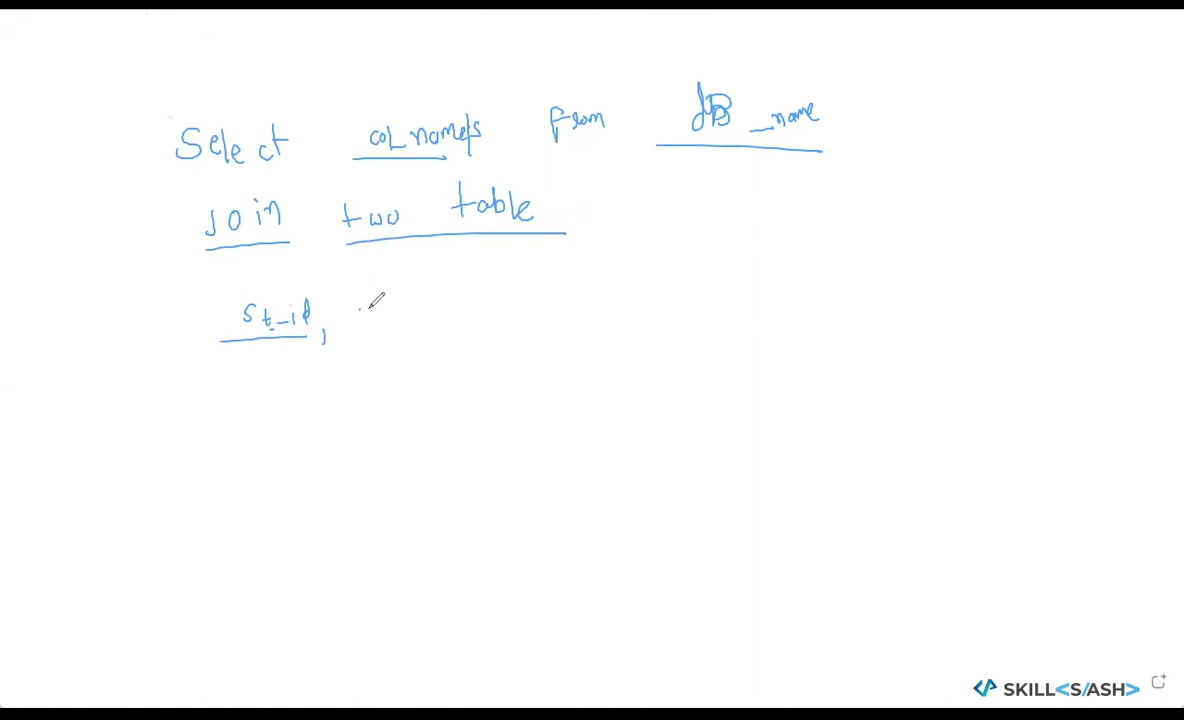 Select col_name/s from DB_name
Join two table
St_id,
SKILL<S/ASH>